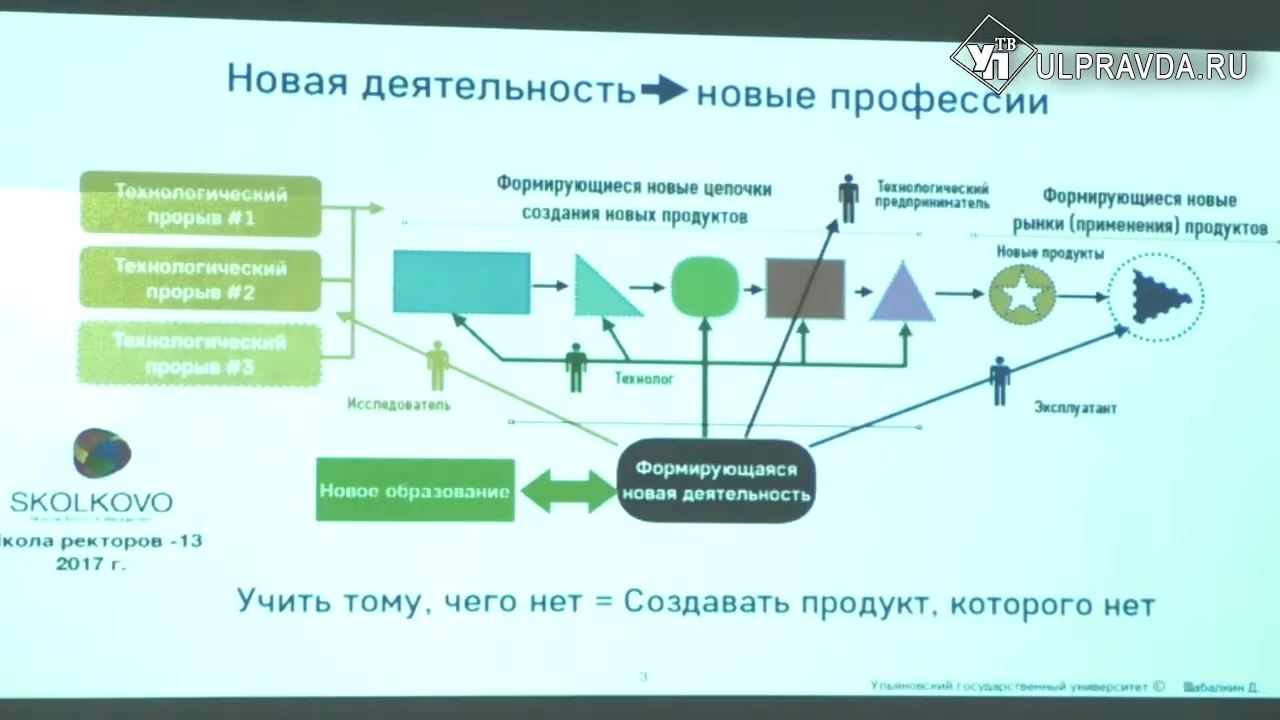 УП ТВ ULPRAVDA.RU
Новая деятельность новые профессии
Технологический
прорыв #1
Технологический
прорыв #2
Технологический
прорыв #3
Формирующиеся новые цепочки
создания новых продуктов
Технологический
предприниматель
Формирующиеся новые
рынки (применения) продуктов
Новые продукты
Исследователь
Технолог
Эксплуатант
Новое образование
Формирующаяся
новая деятельность
SKOLKOVO
кола ректоров -13
2017 г.
Учить тому, чего нет = Создавать продукт, которого нет
3
Ульяновский государственный университет © Шабалкин Д.